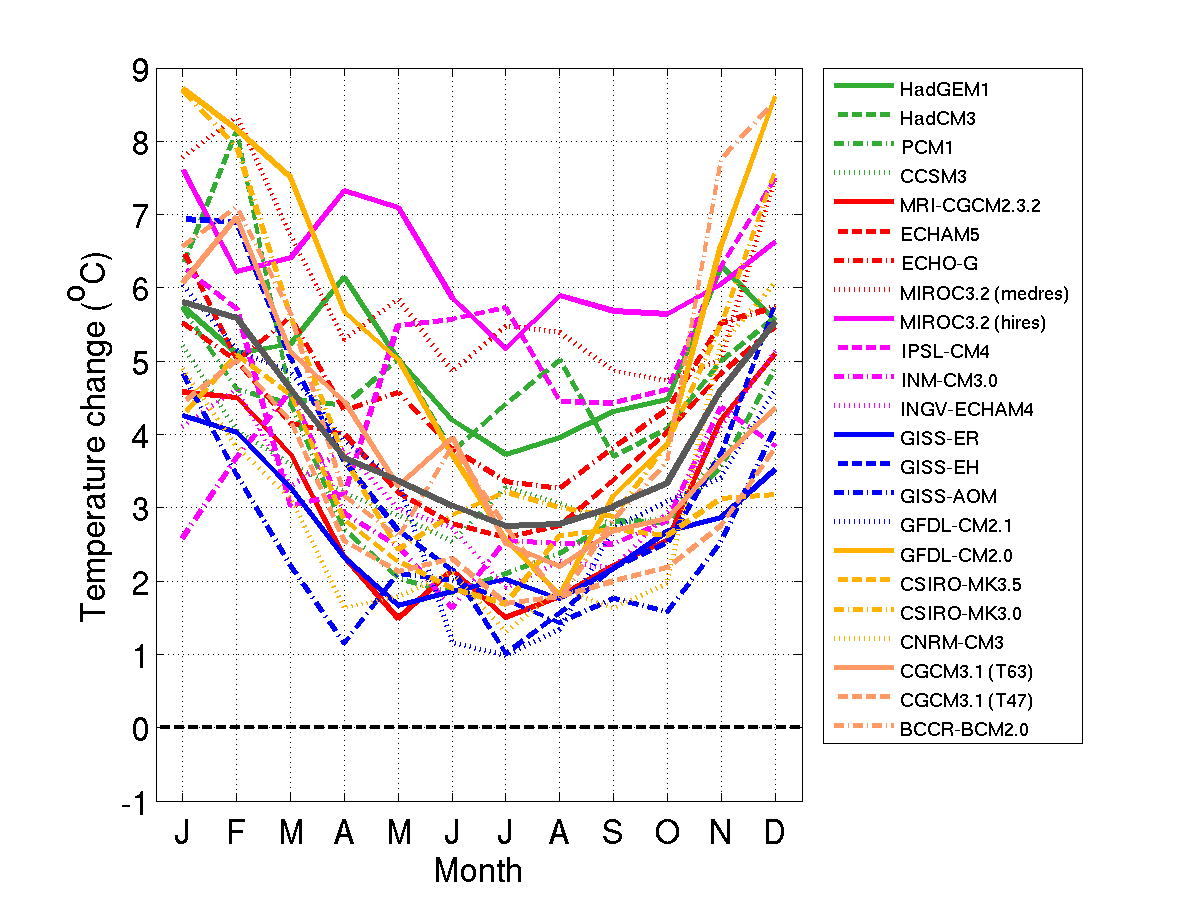 9
8
7
6
5
4
3
2
1
0
-1
Temperature change (oC)
J F M A M J J A S O N D
Month
HadGEM1
HadCM3
PCM1
CCSM3
MRI-CGCM2.3.2
ECHAM5
ECHO-G
MIROC3.2 (medres)
MIROC3.2 (hires)
IPSL-CM4
INM-CM3.0
INGV-ECHAM4
GISS-ER
GISS-EH
GISS-AOM
GFDL-CM2.1
GFDL-CM2.0
CSIRO-MK3.5
CSIRO-MK3.0
CNRM-CM3
CGCM3.1 (T63)
CGCM3.1 (T47)
BCCR-BCM2.0